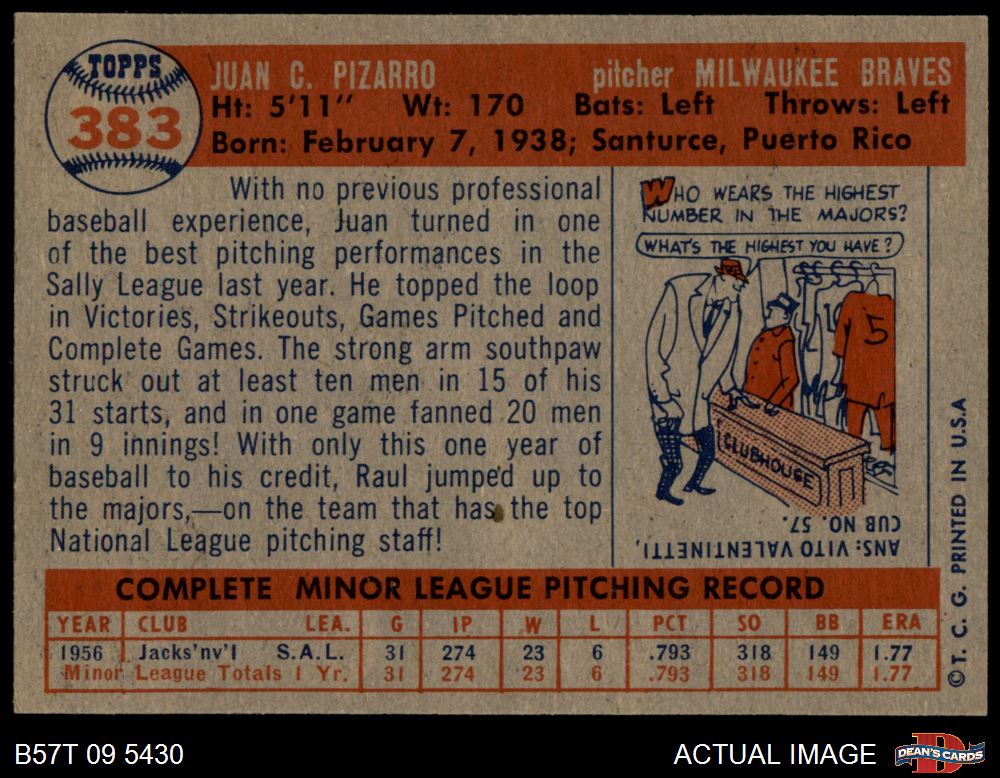 TOPPS
383
JUAN C. PIZARRO pitcher MILWAUKEE BRAVES
Ht: 5'11" Wt: 170 Bats: Left Throws: Left
Born: February 7, 1938; Santurce, Puerto Rico
With no previous professional
baseball experience, Juan turned in one
of the best pitching performances in the
Sally League last year. He topped the loop
in Victories, Strikeouts, Games Pitched and
Complete Games. The strong arm southpaw
struck out at least ten men in 15 of his
31 starts, and in one game fanned 20 men
in 9 innings! With only this one year of
baseball to his credit, Raul jumped up to
the majors,—on the team that has the top
National League pitching staff!
WHO WEARS THE HIGHEST
NUMBER IN THE MAJORS?
WHAT'S THE HIGHEST YOU HAVE?
10
5
CLUBHOUSE
ANS: VITO VALENTINETTI,
CUB NO. 57.
COMPLETE MINOR LEAGUE PITCHING RECORD
YEAR CLUB LEA. G IP W L PCT SO BB ERA
1956 Jacks'nv'l S.A.L. 31 274 23 6 .793 318 149 1.77
Minor League Totals 1 Yr. 31 274 23 6 .793 318 149 1.77
©T. C. G. PRINTED IN U.S.A
B57T 09 5430 ACTUAL IMAGE
D
DEAN'S CARDS